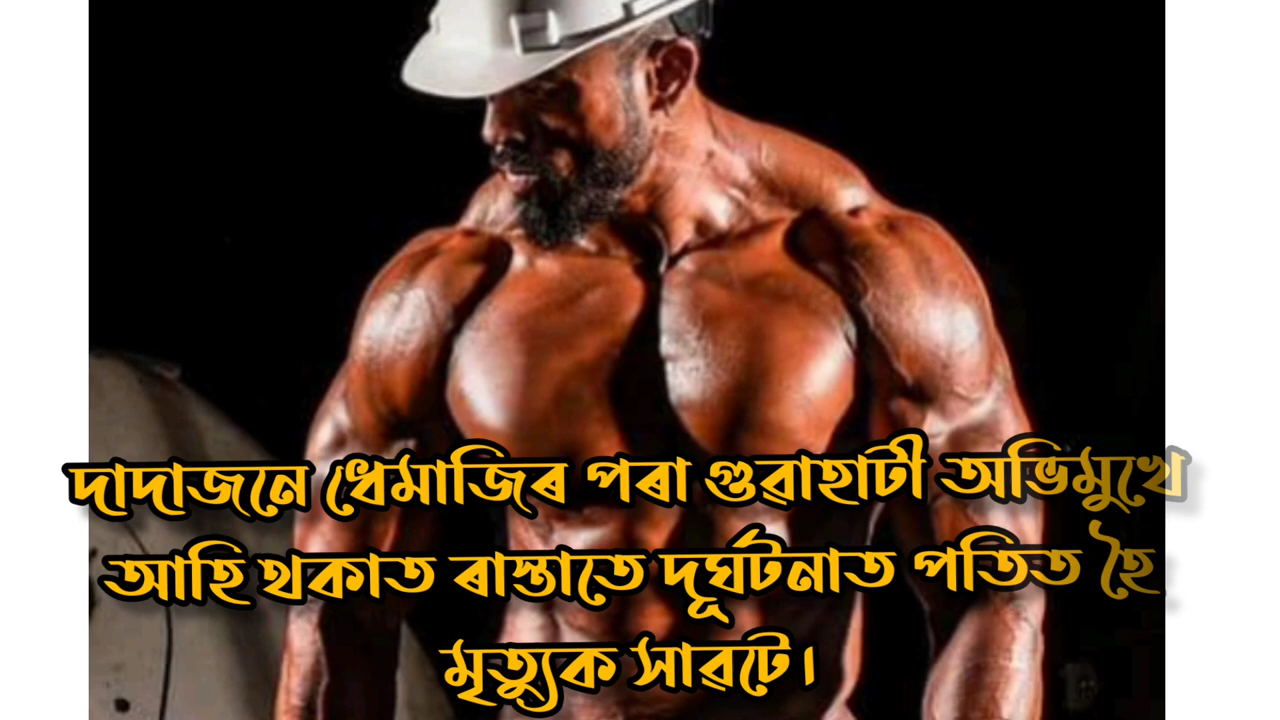 দাদাজনে ধেমাজিৰ পৰা গুৱাহাটী অভিমুখে
আহি থকাত ৰাস্তাতে দূৰ্ঘটনাত পতিত হৈ
মৃত্যুক সাৱটে।